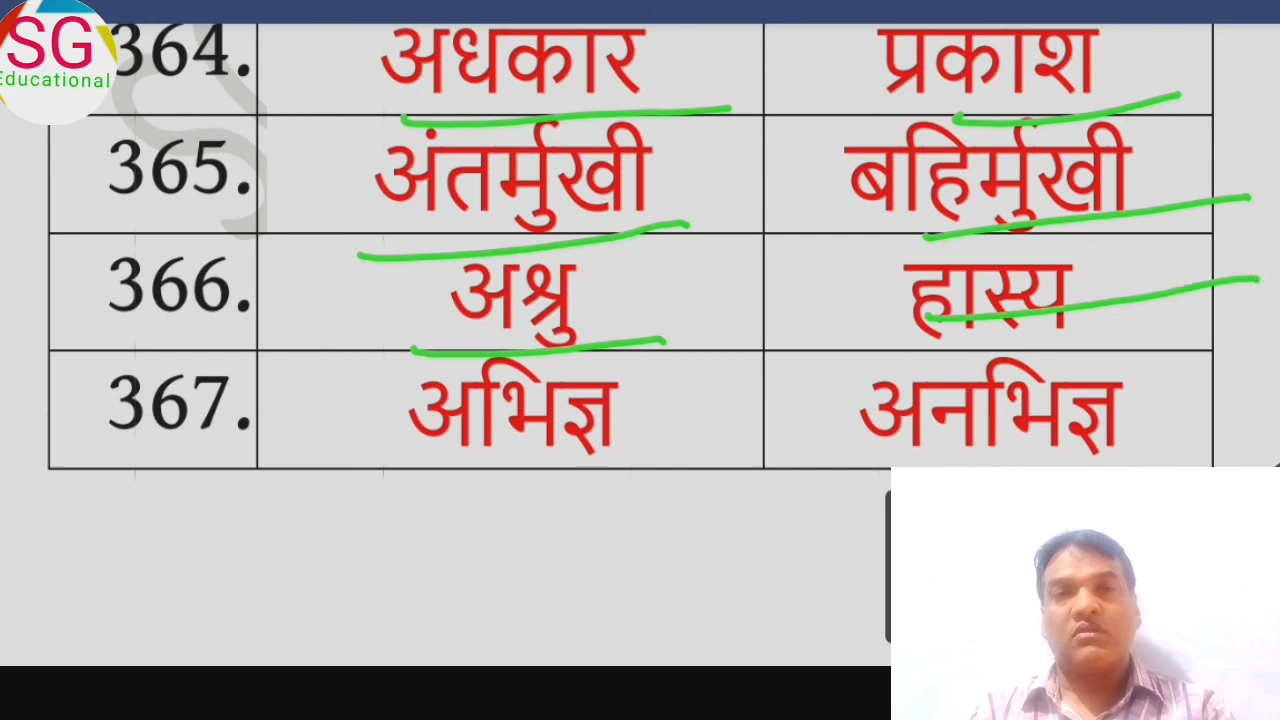 SG
Educational
364. अधकार प्रकाश
365. अंतर्मुखी बहिर्मुखी
366. अश्रु हास्य
367. अभिज्ञ अनभिज्ञ